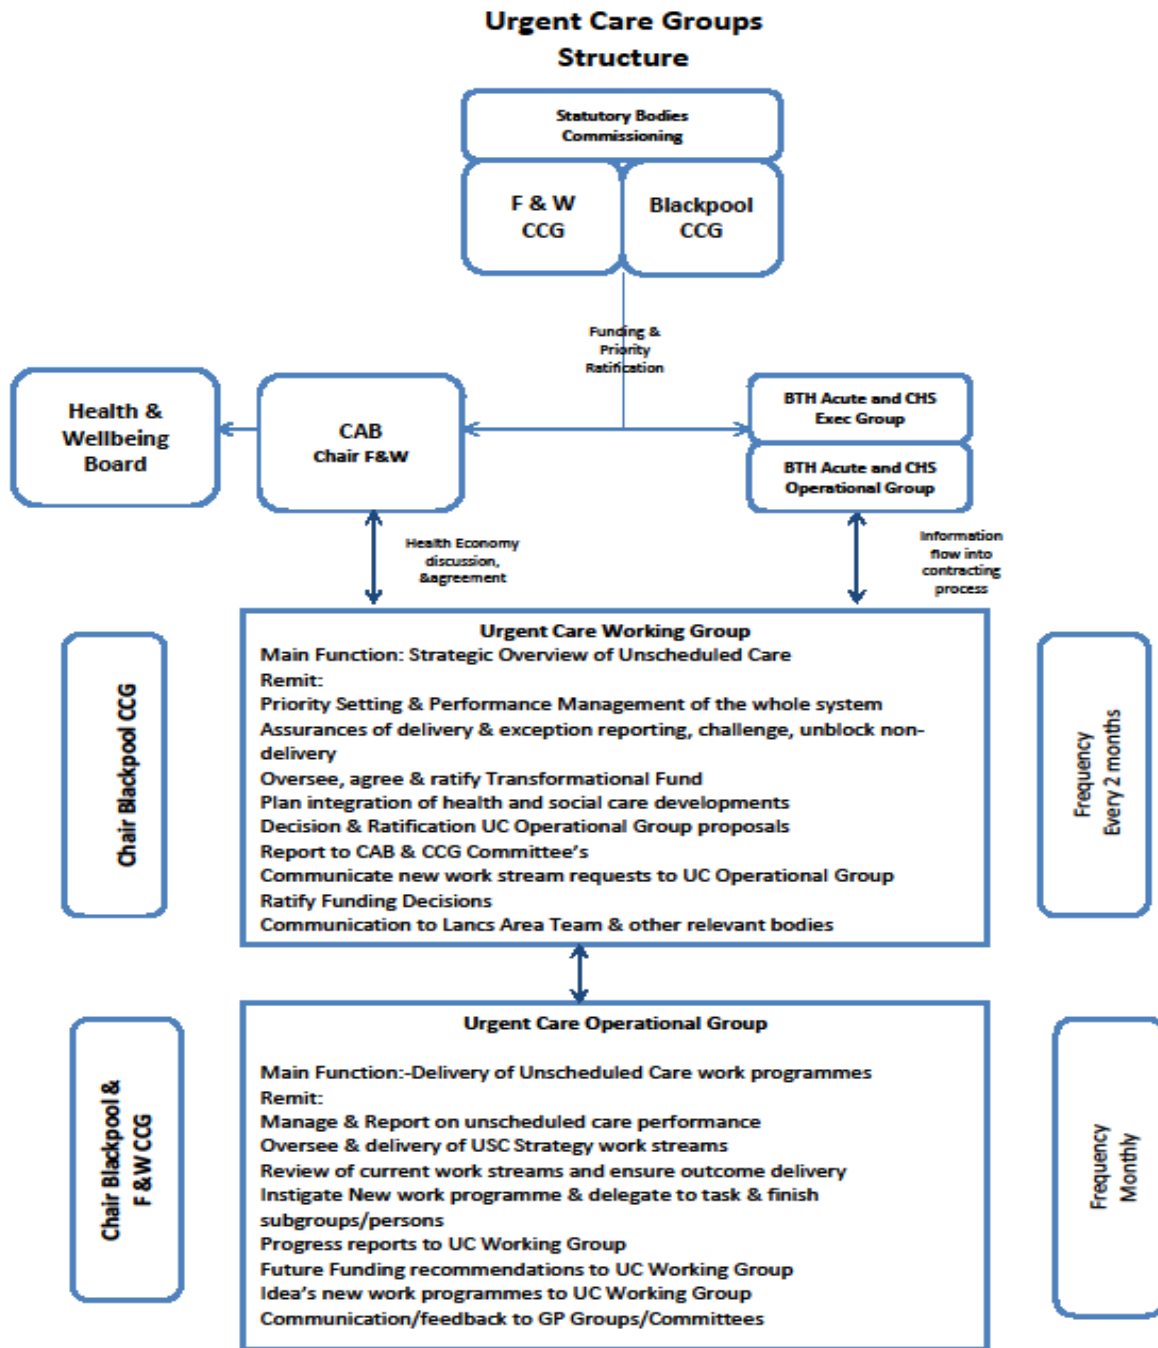 Urgent Care Groups
Structure
Statutory Bodies
Commissioning
F & W
CCG
Blackpool
CCG
Funding &
Priority
Ratification
Health &
Wellbeing
Board
CAB
Chair F&W
BTH Acute and CHS
Exec Group
BTH Acute and CHS
Operational Group
Health Economy
discussion,
&agreement
Information
flow into
contracting
process
Chair Blackpool CCG
Urgent Care Working Group
Main Function: Strategic Overview of Unscheduled Care
Remit:
Priority Setting & Performance Management of the whole system
Assurances of delivery & exception reporting, challenge, unblock non-
delivery
Oversee, agree & ratify Transformational Fund
Plan integration of health and social care developments
Decision & Ratification UC Operational Group proposals
Report to CAB & CCG Committee's
Communicate new work stream requests to UC Operational Group
Ratify Funding Decisions
Communication to Lancs Area Team & other relevant bodies
Frequency
Every 2 months
Chair Blackpool &
F &W CCG
Urgent Care Operational Group
Main Function:-Delivery of Unscheduled Care work programmes
Remit:
Manage & Report on unscheduled care performance
Oversee & delivery of USC Strategy work streams
Review of current work streams and ensure outcome delivery
Instigate New work programme & delegate to task & finish
subgroups/persons
Progress reports to UC Working Group
Future Funding recommendations to UC Working Group
Idea's new work programmes to UC Working Group
Communication/feedback to GP Groups/Committees
Frequency
Monthly